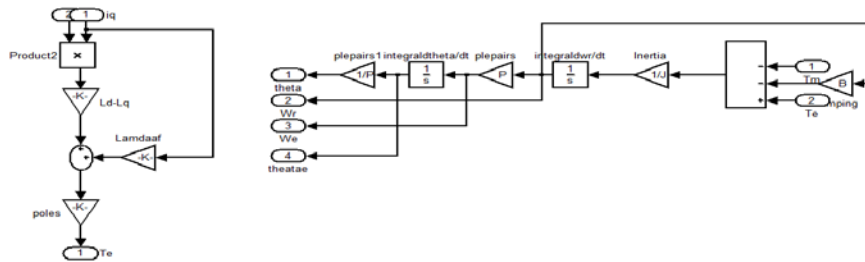 2 1 iq
Product2 ×
-K- Ld-Lq
Lamdaaf
-K-
+ +
poles -K-
1 Te
plepairs1 integraldtheta/dt plepairs integraldwr/dt Inertia
1 1/P 1/s P 1/s 1/J - 1
theta Tm
2 - B
Wr mping
3 + 2
We Te
4
theatae